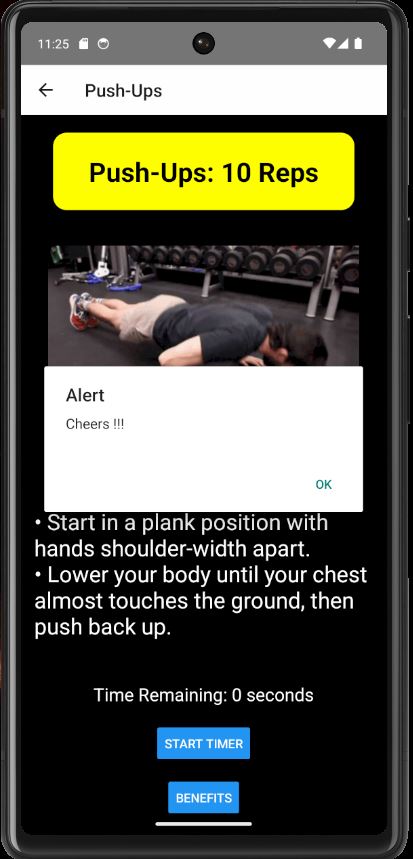 11:25
Push-Ups
Push-Ups: 10 Reps
Alert
Cheers !!!
OK
• Start in a plank position with
hands shoulder-width apart.
• Lower your body until your chest
almost touches the ground, then
push back up.
Time Remaining: 0 seconds
START TIMER
BENEFITS